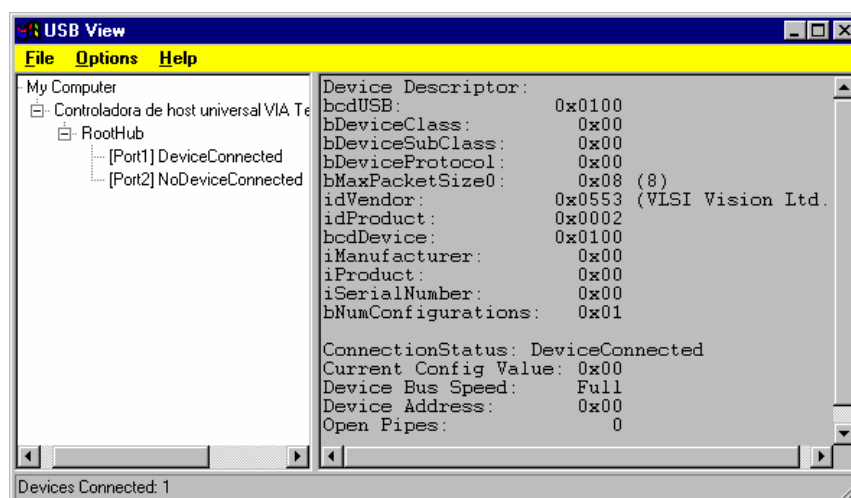 USB View
File Options Help
My Computer
Controladora de host universal VIA Te
RootHub
[Port1] DeviceConnected
[Port2] NoDeviceConnected
Device Descriptor:
bcdUSB: 0x0100
bDeviceClass: 0x00
bDeviceSubClass: 0x00
bDeviceProtocol: 0x00
bMaxPacketSize0: 0x08 (8)
idVendor: 0x0553 (VLSI Vision Ltd.
idProduct: 0x0002
bcdDevice: 0x0100
iManufacturer: 0x00
iProduct: 0x00
iSerialNumber: 0x00
bNumConfigurations: 0x01
ConnectionStatus: DeviceConnected
Current Config Value: 0x00
Device Bus Speed: Full
Device Address: 0x00
Open Pipes: 0
Devices Connected: 1